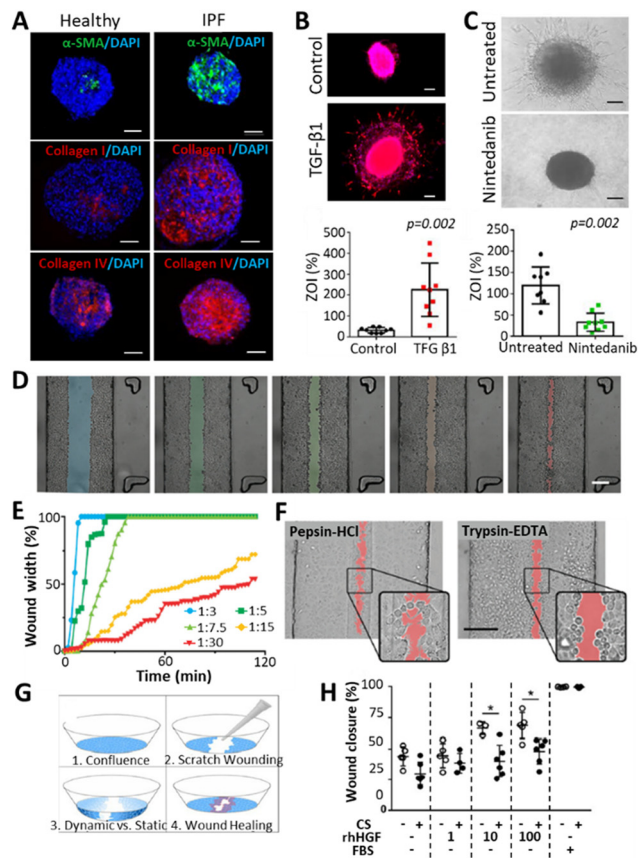 A
Healthy
IPF
α-SMA/DAPI
α-SMA/DAPI
Collagen I/DAPI
Collagen I/DAPI
Collagen IV/DAPI
Collagen IV/DAPI
B
Control
TGF-β1
p=0.002
ZOI (%)
500
400
300
200
100
0
Control
TFG β1
C
Untreated
Nintedanib
p=0.002
ZOI (%)
250
200
150
100
50
0
Untreated
Nintedanib
D
E
Wound width (%)
100
50
0
0
60
120
Time (min)
1:3
1:5
1:7.5
1:15
1:30
F
Pepsin-HCl
Trypsin-EDTA
G
1. Confluence
2. Scratch Wounding
3. Dynamic vs. Static
4. Wound Healing
H
Wound closure (%)
100
75
50
25
0
* *
CS - + - + - + - + - +
rhHGF - - 1 10 100 - -
FBS - - - - - - - - + +